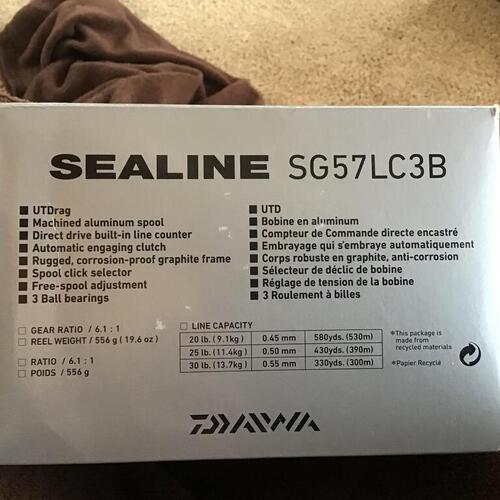 SEALINE SG57LC3B
■ UTDrag
■ Machined aluminum spool
■ Direct drive built-in line counter
■ Automatic engaging clutch
■ Rugged, corrosion-proof graphite frame
■ Spool click selector
■ Free-spool adjustment
■ 3 Ball bearings
■ UTD
■ Bobine en aluminum
■ Compteur de Commande directe encastré
■ Embrayage qui s'embraye automatiquement
■ Corps robuste en graphite, anti-corrosion
■ Sélecteur de déclic de bobine
■ Réglage de tension de la bobine
■ 3 Roulement à billes
□ GEAR RATIO / 6.1 : 1
□ REEL WEIGHT / 556 g ( 19.6 oz )
□ RATIO / 6.1 : 1
□ POIDS / 556 g
□ LINE CAPACITY
20 lb. ( 9.1kg ) 0.45 mm 580yds. (530m)
25 lb. (11.4kg) 0.50 mm 430yds. (390m)
30 lb. (13.7kg) 0.55 mm 330yds. (300m)
*This package is
made from
recycled materials
*Papier Recyclé
DAIWA